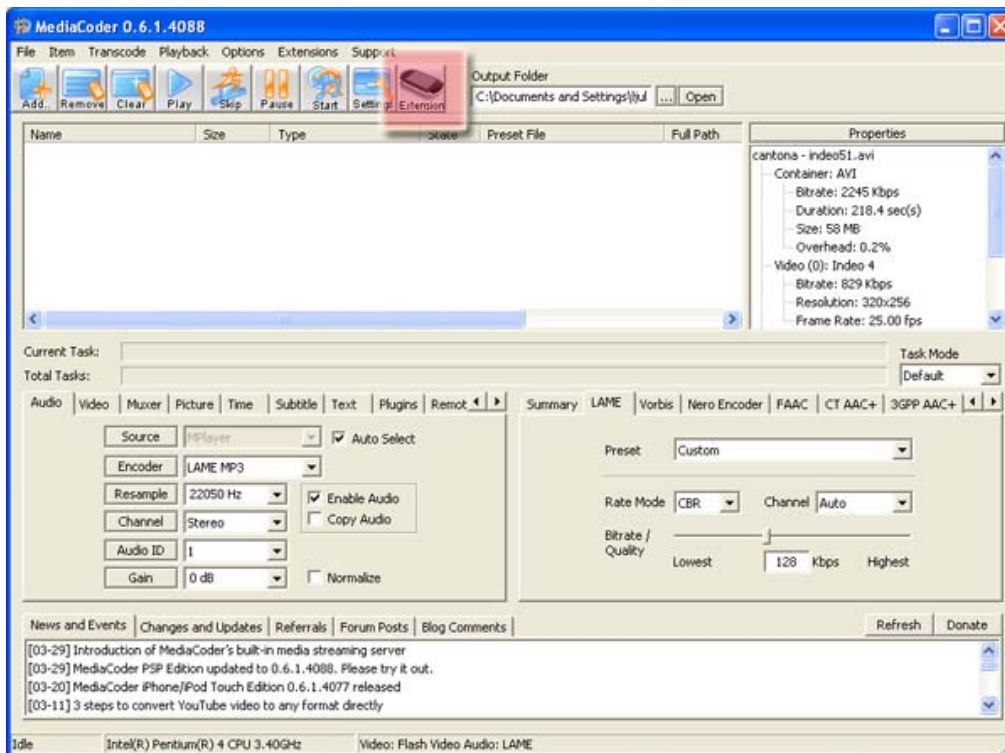 MediaCoder 0.6.1.4088
File Item Transcode Playback Options Extensions Support
Add.. Remove Clear Play Skip Pause Start Settings Extension
Output Folder
C:\Documents and Settings\ljul ... Open
Name Size Type State Preset File Full Path
Properties
cantona - indeo51.avi
Container: AVI
Bitrate: 2245 Kbps
Duration: 218.4 sec(s)
Size: 58 MB
Overhead: 0.2%
Video (0): Indeo 4
Bitrate: 829 Kbps
Resolution: 320x256
Frame Rate: 25.00 fps
Current Task:
Total Tasks:
Task Mode
Default
Audio Video Muxer Picture Time Subtitle Text Plugins Remot
Source MPlayer Auto Select
Encoder LAME MP3
Resample 22050 Hz Enable Audio
Channel Stereo Copy Audio
Audio ID 1
Gain 0 dB Normalize
Summary LAME Vorbis Nero Encoder FAAC CT AAC+ 3GPP AAC+
Preset Custom
Rate Mode CBR Channel Auto
Bitrate / Quality
Lowest 128 Kbps Highest
News and Events Changes and Updates Referrals Forum Posts Blog Comments Refresh Donate
[03-29] Introduction of MediaCoder's built-in media streaming server
[03-29] MediaCoder PSP Edition updated to 0.6.1.4088. Please try it out.
[03-20] MediaCoder iPhone/iPod Touch Edition 0.6.1.4077 released
[03-11] 3 steps to convert YouTube video to any format directly
Idle Intel(R) Pentium(R) 4 CPU 3.40GHz Video: Flash Video Audio: LAME